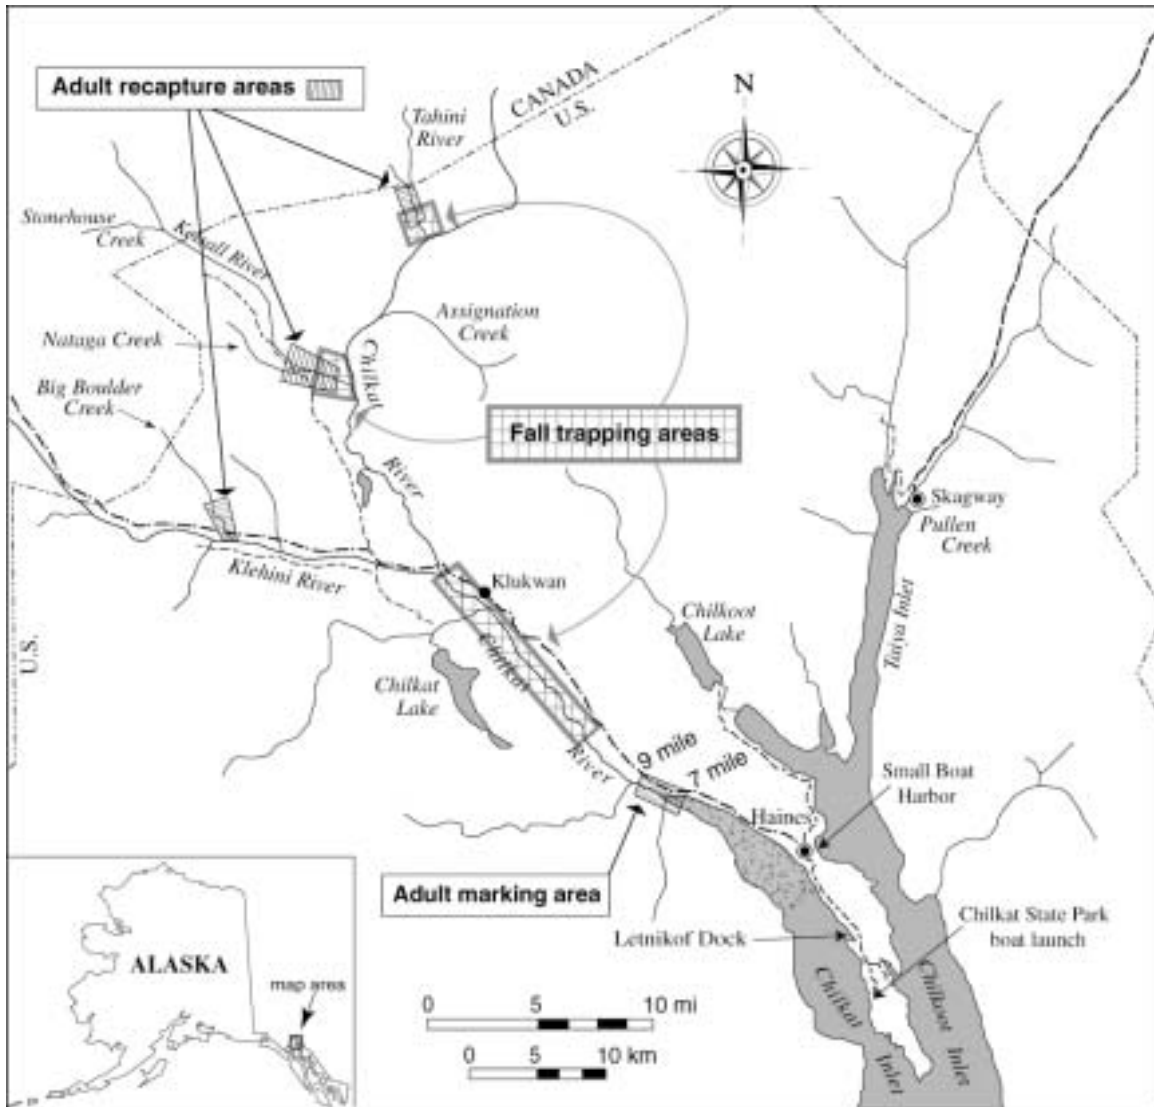 Adult recapture areas
CANADA
U.S.
N
Tahini
River
Stonehouse
Creek
Kelsall River
Assignation
Creek
Nataga Creek
Chilkat
Big Boulder
Creek
Fall trapping areas
River
Skagway
Pullen
Creek
Klehini River
Klukwan
Chilkoot
Lake
Taiya Inlet
U.S.
Chilkat
Chilkat
Lake
River
9 mile
7 mile
Small Boat
Harbor
Haines
Adult marking area
Chilkat State Park
boat launch
Letnikof Dock
ALASKA
map area
0 5 10 mi
0 5 10 km
Chilkat
Inlet
Chilkoot
Inlet